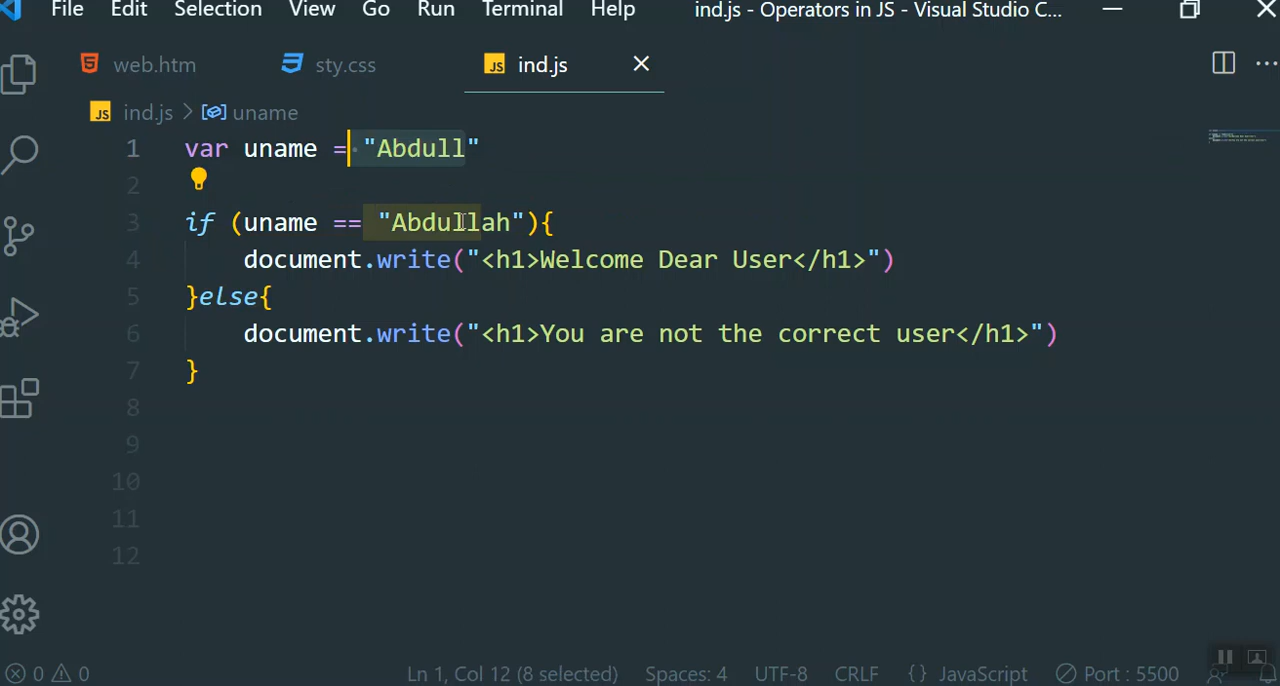 File Edit Selection View Go Run Terminal Help ind.js - Operators in JS - Visual Studio C...
web.htm sty.css JS ind.js
JS ind.js > uname
1 var uname = "Abdull"
2
3 if (uname == "Abdullah"){
4 document.write("<h1>Welcome Dear User</h1>")
5 }else{
6 document.write("<h1>You are not the correct user</h1>")
7 }
8
9
10
11
12
0 0 Ln 1, Col 12 (8 selected) Spaces: 4 UTF-8 CRLF {} JavaScript Port : 5500